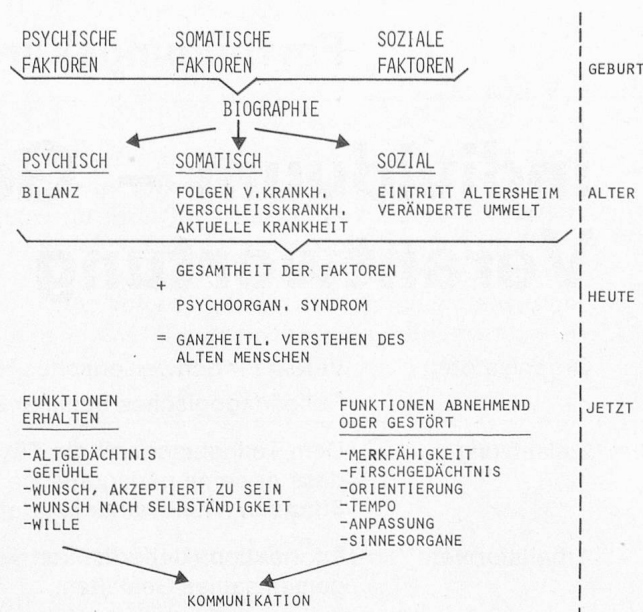 PSYCHISCHE FAKTOREN
SOMATISCHE FAKTOREN
SOZIALE FAKTOREN
GEBURT
BIOGRAPHIE
PSYCHISCH
SOMATISCH
SOZIAL
BILANZ
FOLGEN V.KRANKH.
VERSCHLEISSKRANKH.
AKTUELLE KRANKHEIT
EINTRITT ALTERSHEIM
VERÄNDERTE UMWELT
ALTER
GESAMTHEIT DER FAKTOREN
+
PSYCHOORGAN. SYNDROM
= GANZHEITL. VERSTEHEN DES
ALTEN MENSCHEN
HEUTE
FUNKTIONEN
ERHALTEN
-ALTGEDÄCHTNIS
-GEFÜHLE
-WUNSCH, AKZEPTIERT ZU SEIN
-WUNSCH NACH SELBSTÄNDIGKEIT
-WILLE
FUNKTIONEN ABNEHMEND
ODER GESTÖRT
-MERKFÄHIGKEIT
-FIRSCHGEDÄCHTNIS
-ORIENTIERUNG
-TEMPO
-ANPASSUNG
-SINNESORGANE
JETZT
KOMMUNIKATION